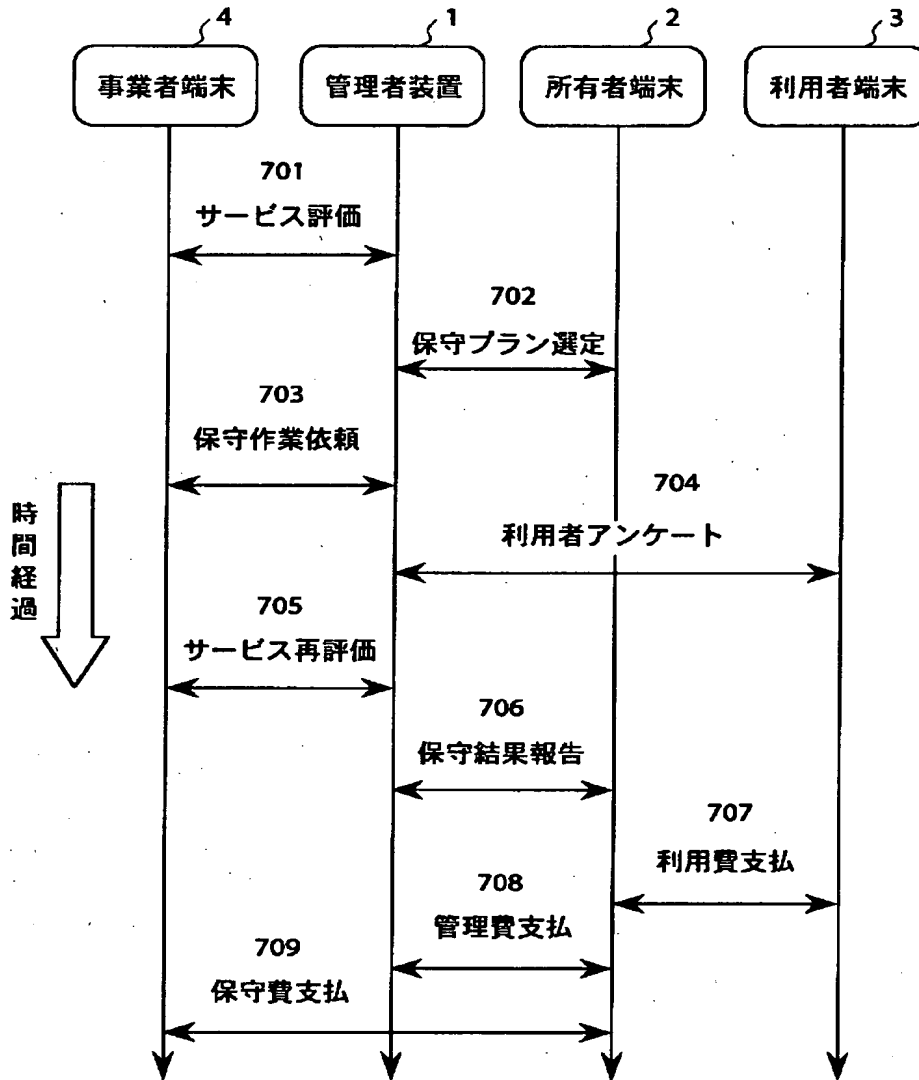 4
1
2
3
事業者端末
管理者装置
所有者端末
利用者端末
701
サービス評価
702
保守プラン選定
703
保守作業依頼
704
利用者アンケート
時間経過
705
サービス再評価
706
保守結果報告
707
利用費支払
708
管理費支払
709
保守費支払